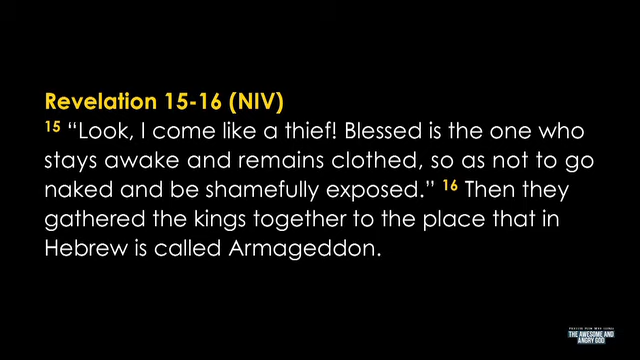 Revelation 15-16 (NIV)
15 “Look, I come like a thief! Blessed is the one who
stays awake and remains clothed, so as not to go
naked and be shamefully exposed.” 16 Then they
gathered the kings together to the place that in
Hebrew is called Armageddon.
THE AWESOME AND
ANGRY GOD